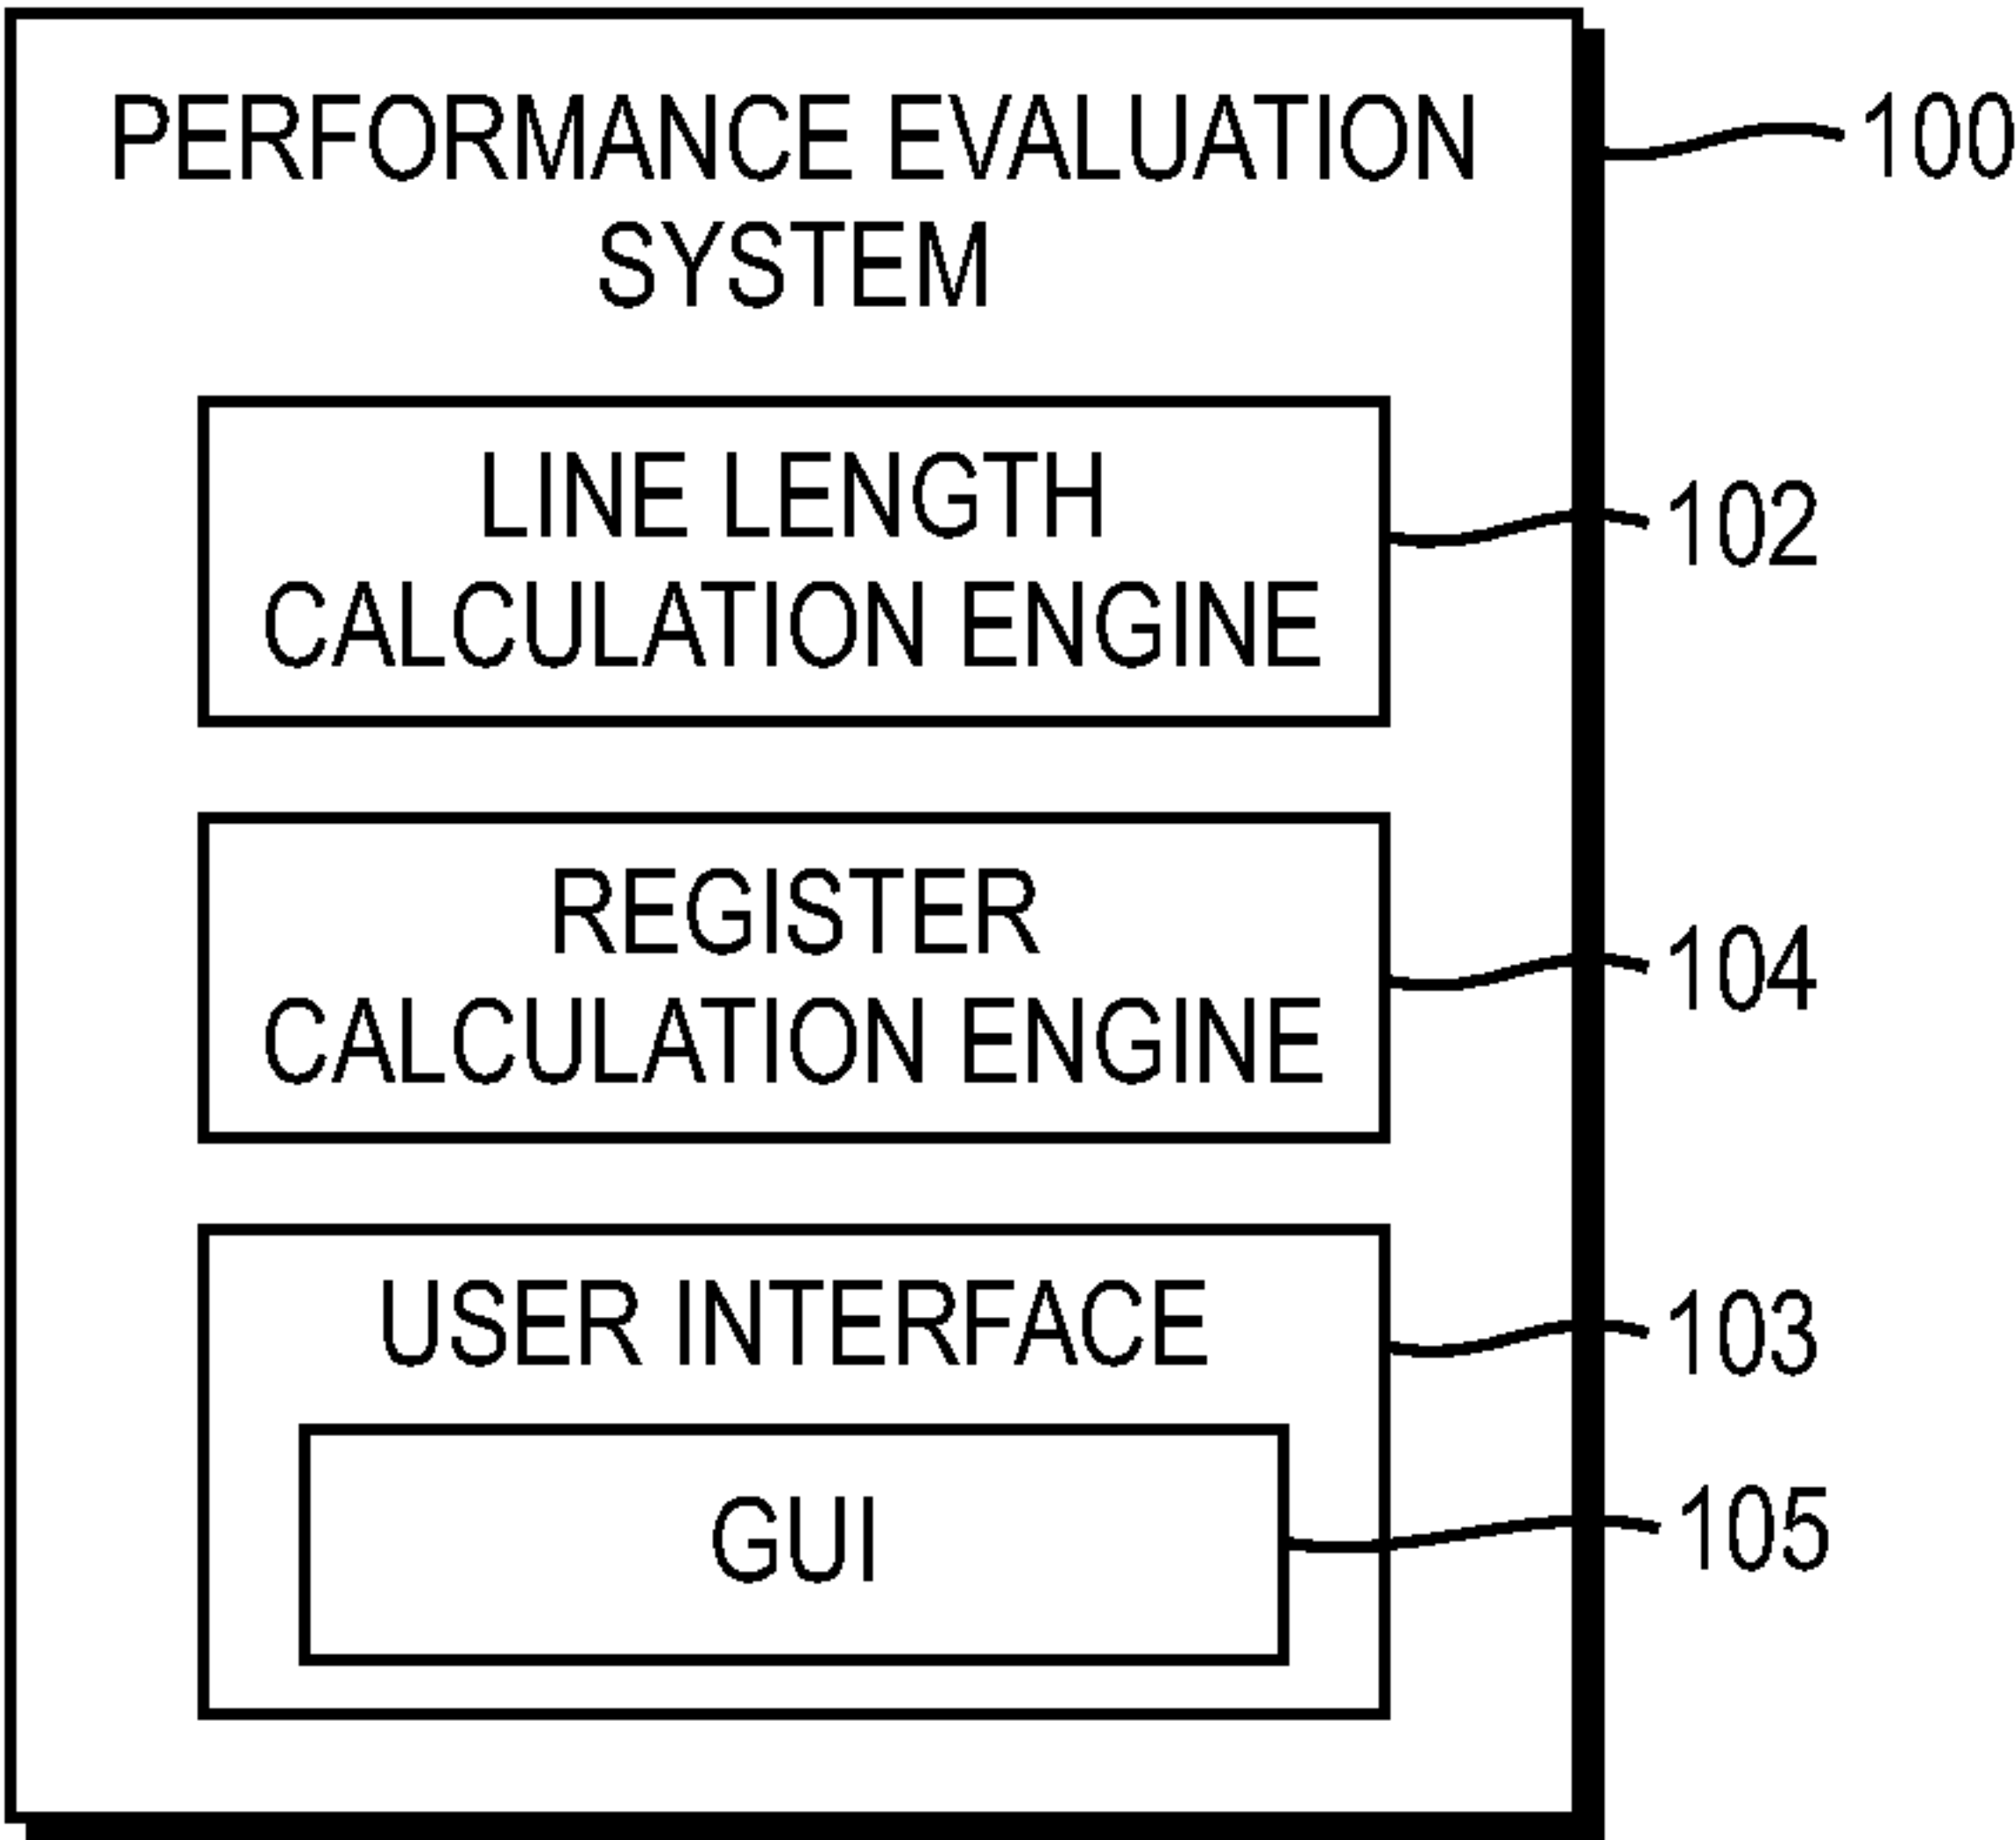 PERFORMANCE EVALUATION
SYSTEM
100
LINE LENGTH
CALCULATION ENGINE
102
REGISTER
CALCULATION ENGINE
104
USER INTERFACE
103
GUI
105